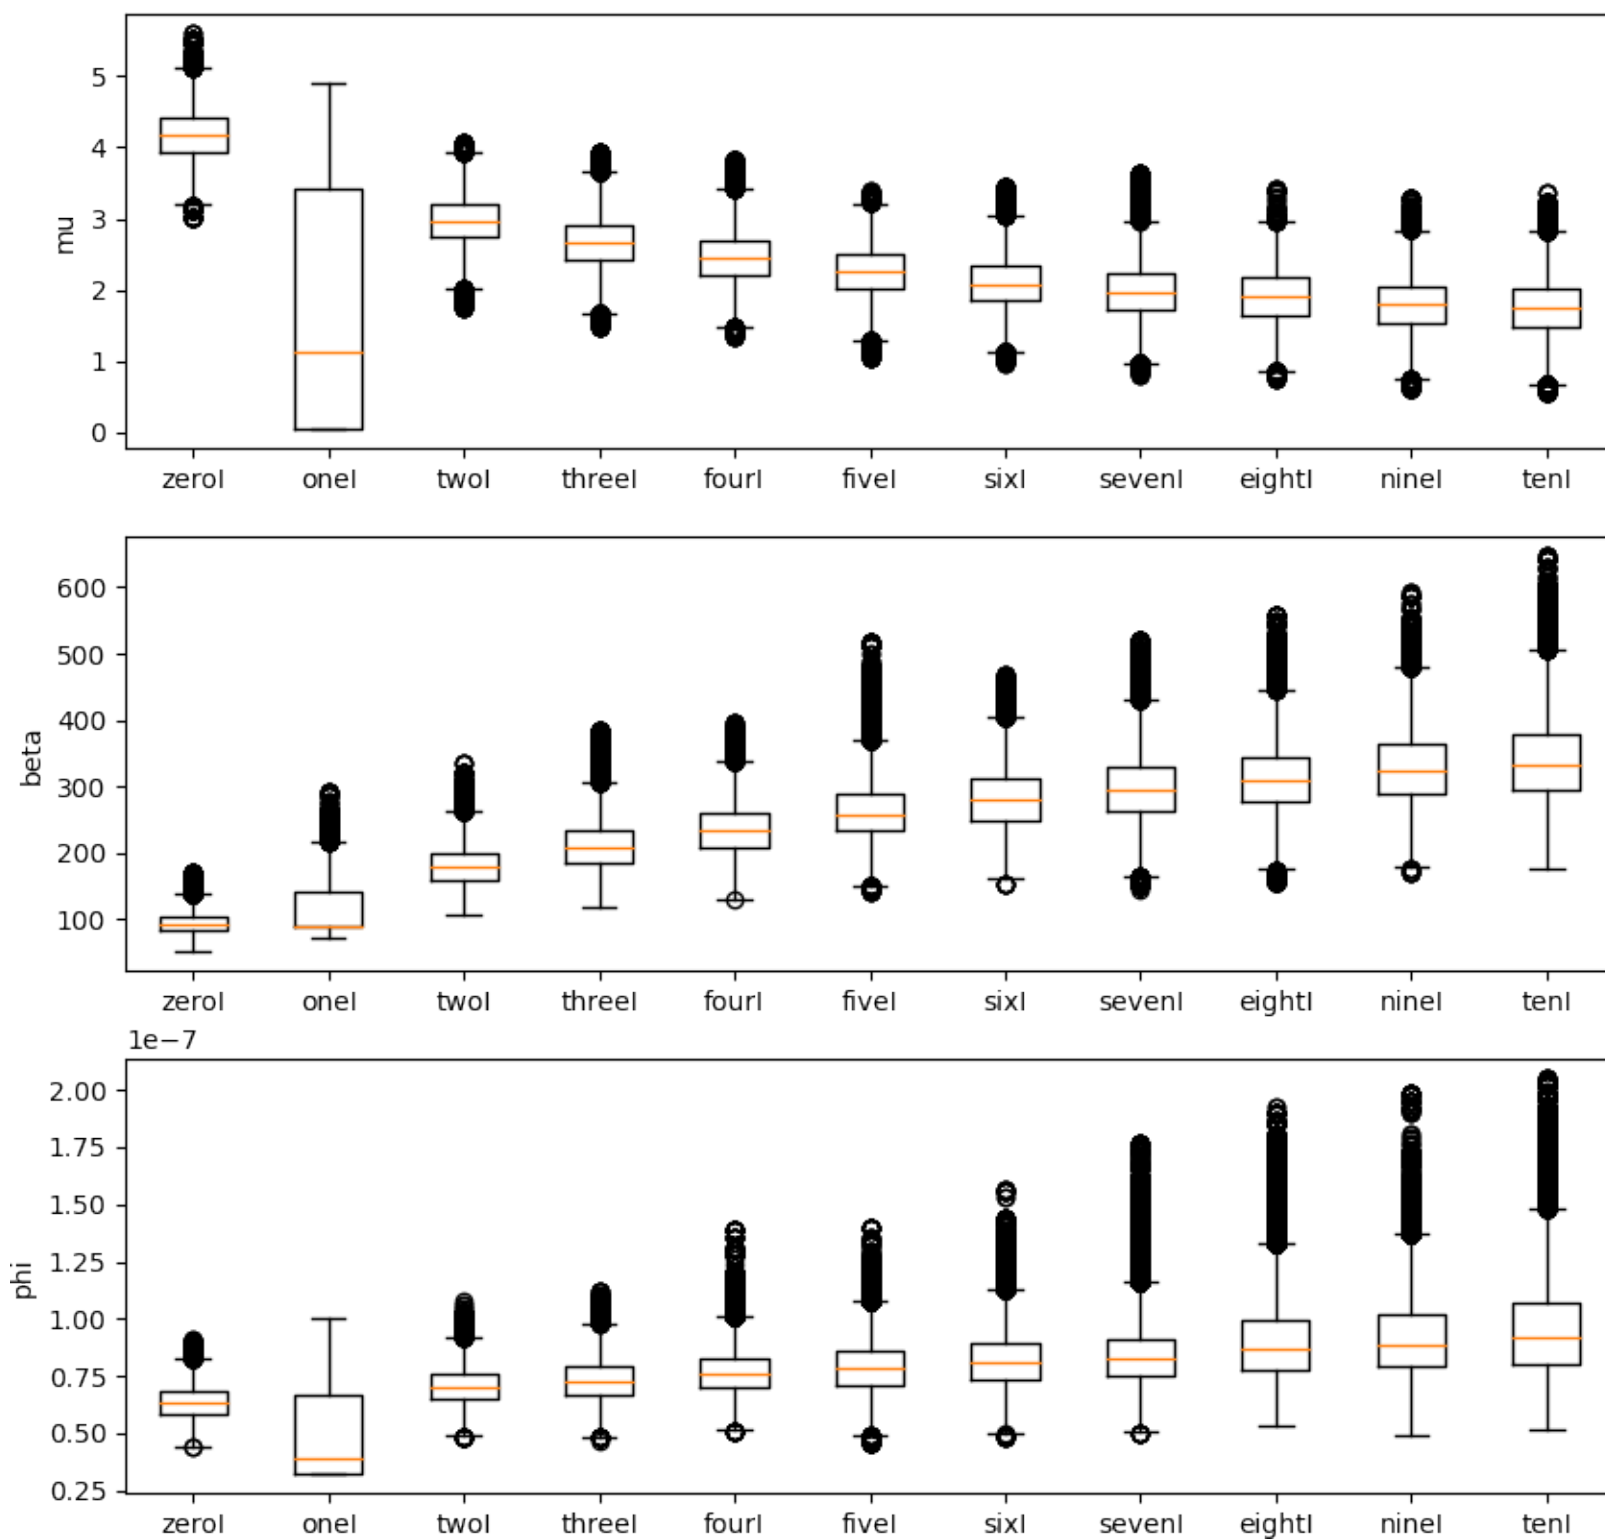 5
4
3
2
1
0
mu
zeroI oneI twoI threeI fourI fiveI sixI sevenI eightI nineI tenI
600
500
400
300
200
100
beta
zeroI oneI twoI threeI fourI fiveI sixI sevenI eightI nineI tenI
1e−7
2.00
1.75
1.50
1.25
1.00
0.75
0.50
0.25
phi
zeroI oneI twoI threeI fourI fiveI sixI sevenI eightI nineI tenI